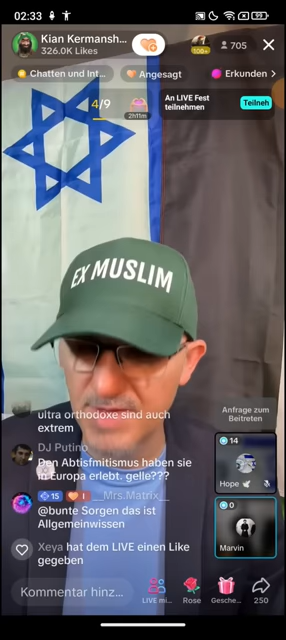 02:33
99
Kian Kermansh...
326.0K Likes
100+
705
Chatten und Int...
Angesagt
Erkunden
4/9
2h11m
An LIVE Fest
teilnehmen
Teilneh
EX MUSLIM
ultra orthodoxe sind auch
extrem
DJ Putino
Den Abtisfmitismus haben sie
in Europa erlebt. gelle???
15
1
__Mrs.Matrix__
@bunte Sorgen das ist
Allgemeinwissen
Xeya hat dem LIVE einen Like
gegeben
Anfrage zum
Beitreten
14
Hope
0
Marvin
Kommentar hinz...
LIVE mi...
Rose
Gesche...
250